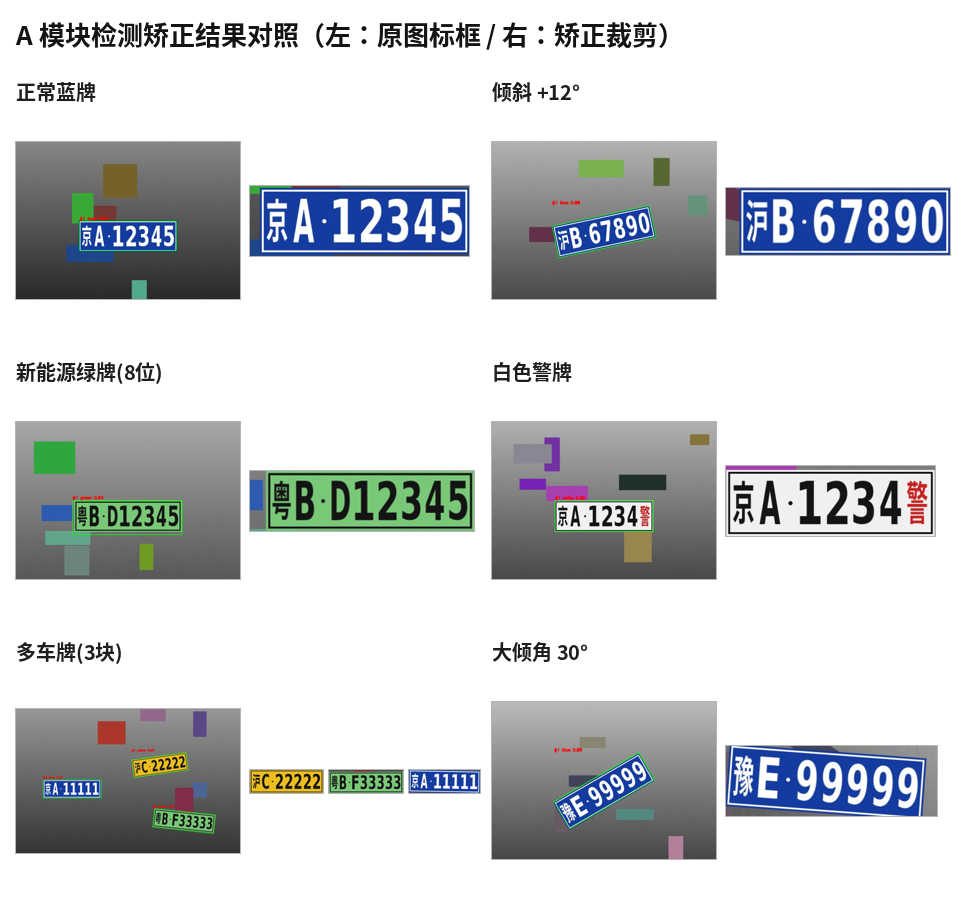 A 模块检测矫正结果对照（左：原图标框 / 右：矫正裁剪）
正常蓝牌
倾斜 +12°
京A·12345
京A·12345
沪B·67890
沪B·67890
新能源绿牌(8位)
白色警牌
粤B·D12345
粤B·D12345
京A·1234警
京A·1234警
多车牌(3块)
大倾角 30°
沪C·22222
京A·11111
粤B·F33333
沪C·22222
粤B·F33333
京A·11111
豫E·99999
豫E·99999